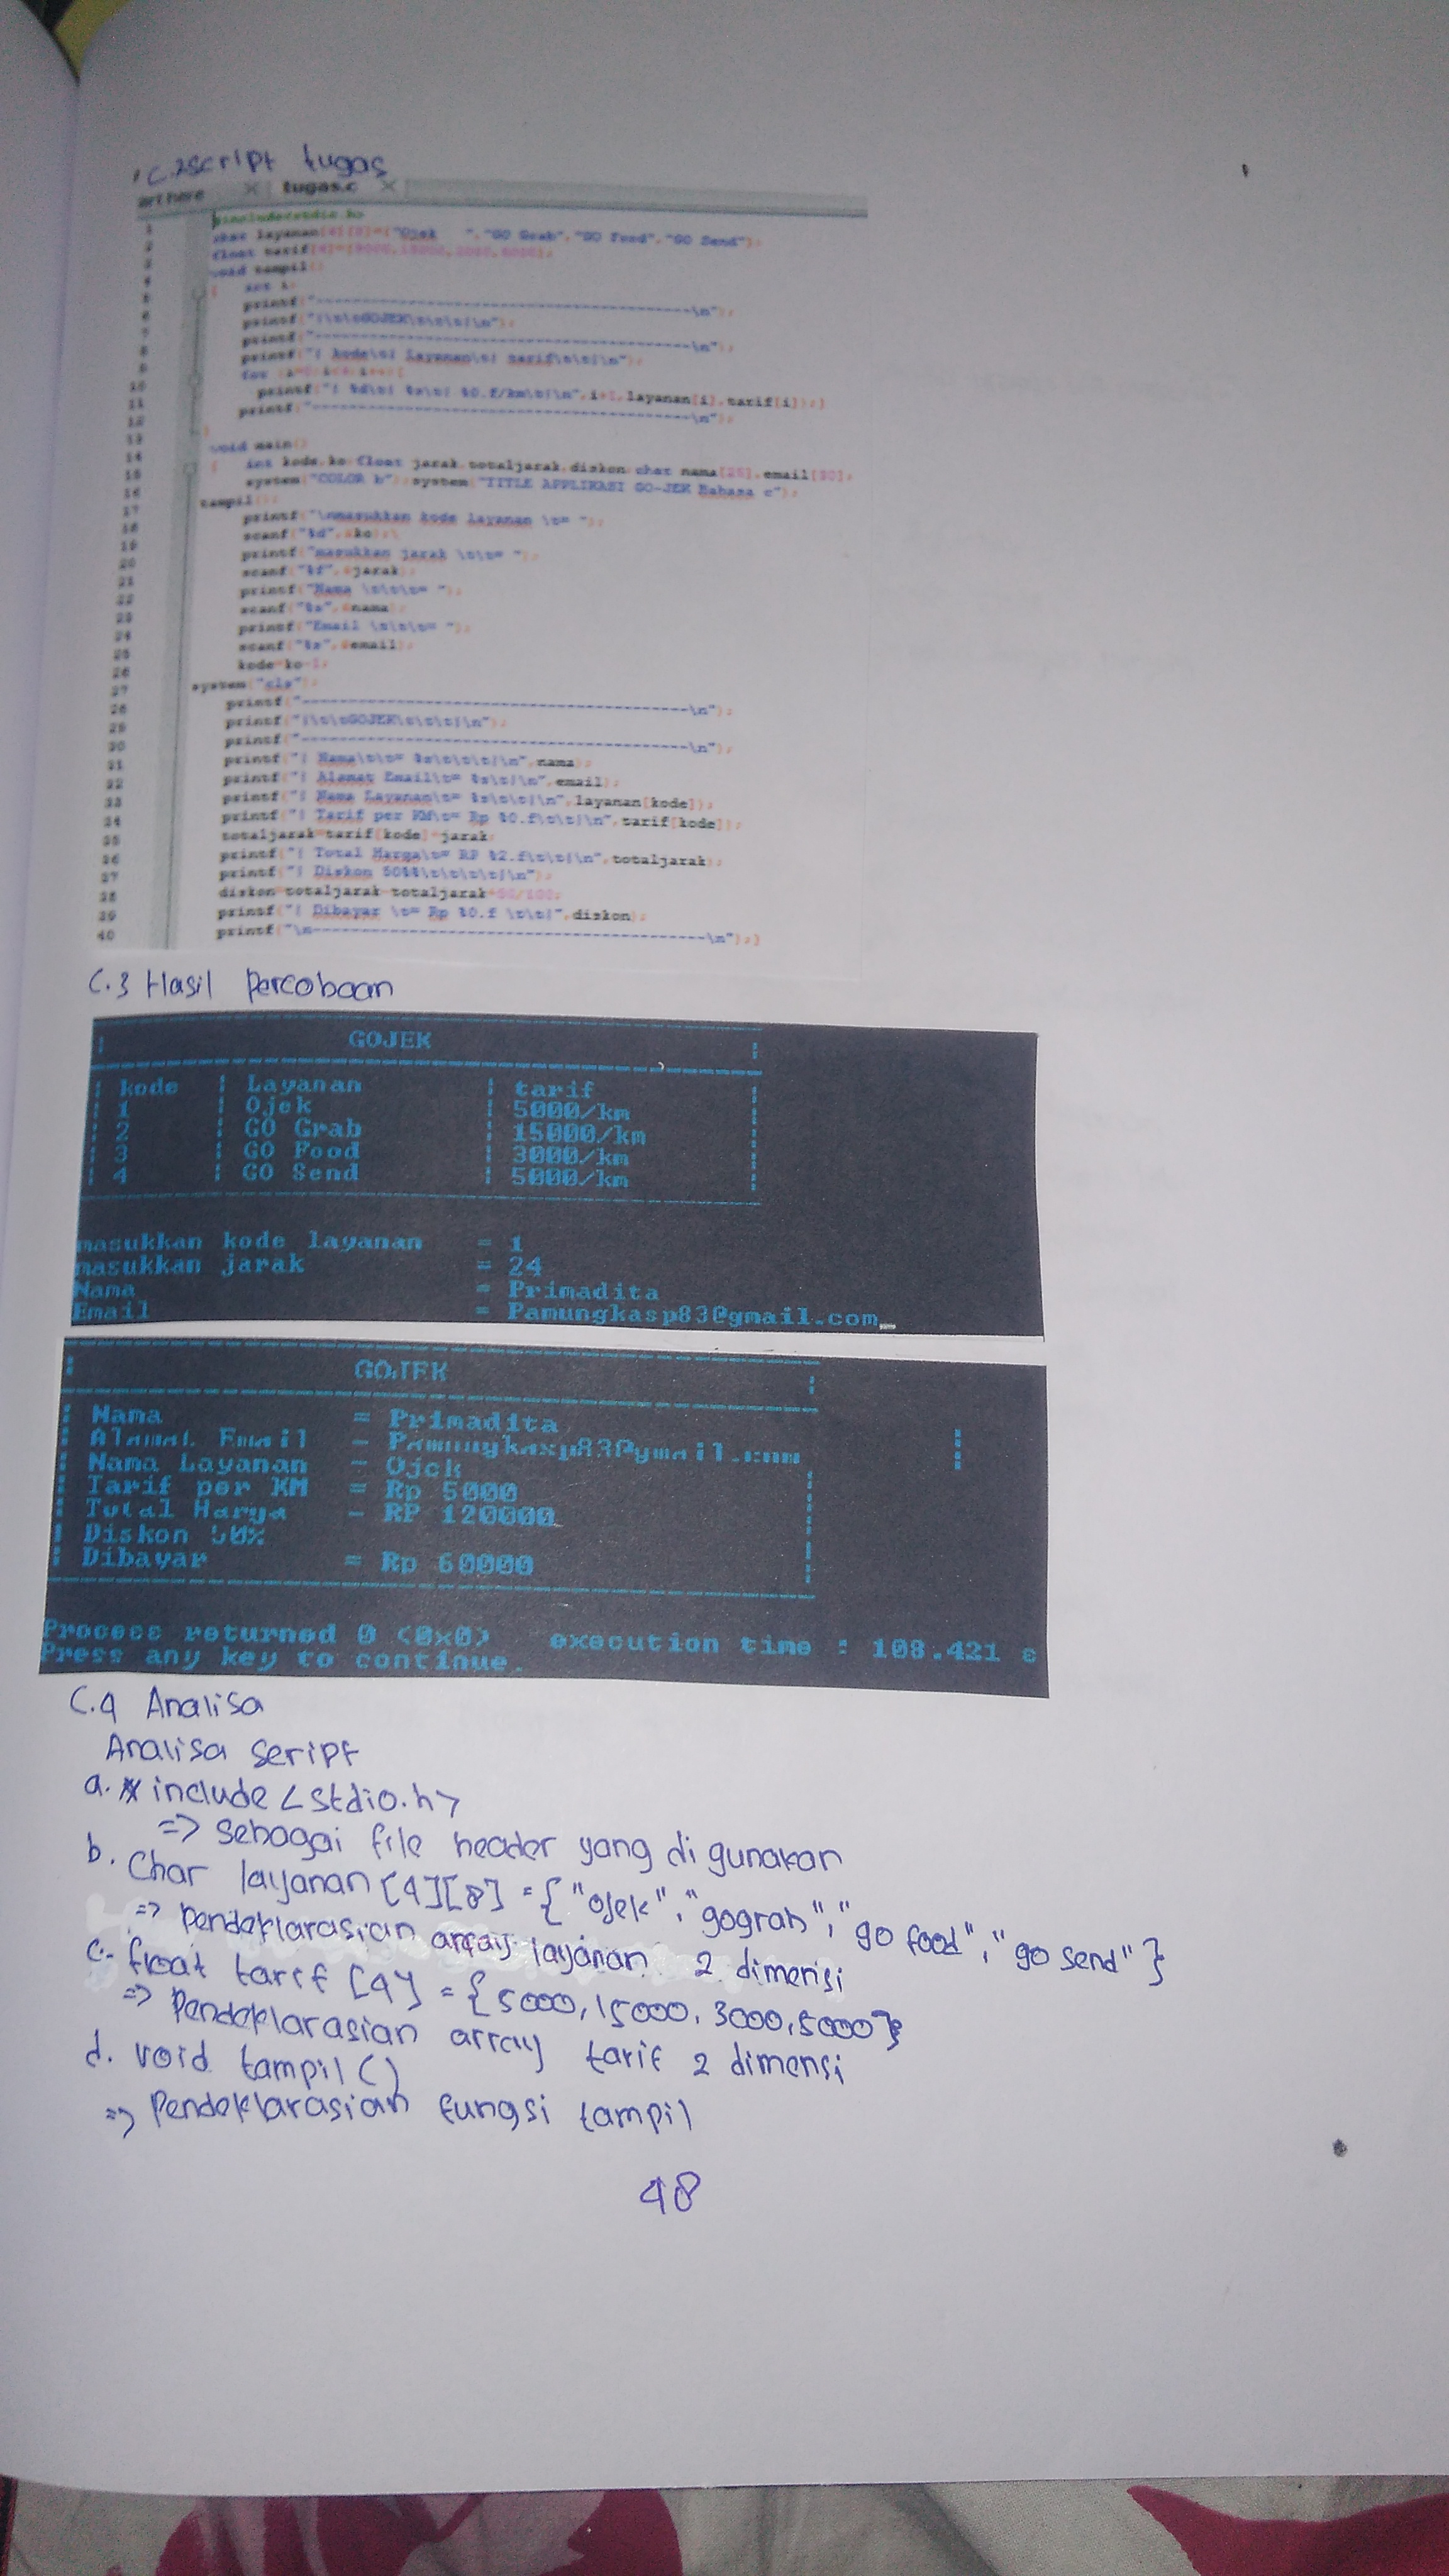 C.2 script tugas
tugas.c
1 #include<stdio.h>
2 char layanan[4][8]={"Ojek   ","GO Grab","GO Food","GO Send"};
3 float tarif[4]=
4 void tampil()
5 { int i;
6 printf("---------------------------------------------\n");
7 printf("|\t\tGOJEK\t\t\t|\n");
8 printf("---------------------------------------------\n");
9 printf("| kode\t| Layanan\t| tarif\t\t|\n");
10 for
11 printf("| %d\t| %s\t| %0.f/km\t|\n",i+1,layanan[i],tarif[i]);}
12 printf("---------------------------------------------\n");
13 }
14 void main()
15 { int kode,ko;float jarak,totaljarak,diskon;char nama[25],email[30];
16 system("COLOR b");system("TITLE APPLIKASI GO-JEK Bahasa c");
17 tampil();
18 printf("\nmasukkan kode layanan \t= ");
19 scanf("%d",&ko);
20 printf("masukkan jarak \t\t= ");
21 scanf("%f",&jarak);
22 printf("Nama \t\t\t= ");
23 scanf("%s",&nama);
24 printf("Email \t\t\t= ");
25 scanf("%s",&email);
26 kode=ko-1;
27 system("cls");
28 printf("---------------------------------------------\n");
29 printf("|\t\tGOJEK\t\t\t|\n");
30 printf("---------------------------------------------\n");
31 printf("| Nama\t\t= %s\t\t\t|\n",nama);
32 printf("| Alamat Email\t= %s\t|\n",email);
33 printf("| Nama Layanan\t= %s\t\t|\n",layanan[kode]);
34 printf("| Tarif per KM\t= Rp %0.f\t\t|\n",tarif[kode]);
35 totaljarak=tarif[kode]*jarak;
36 printf("| Total Harga\t= RP %2.f\t\t|\n",totaljarak);
37 printf("| Diskon 50%%\t\t\t\t|\n");
38 diskon=totaljarak-totaljarak*50/100;
39 printf("| Dibayar \t= Rp %0.f \t\t|",diskon);
40 printf("\n---------------------------------------------\n");}
C.3 Hasil percobaan
GOJEK
| kode | Layanan | tarif |
| 1 | Ojek | 5000/km |
| 2 | GO Grab | 15000/km |
| 3 | GO Food | 3000/km |
| 4 | GO Send | 5000/km |
masukkan kode layanan = 1
masukkan jarak = 24
Nama = Primadita
Email = Pamungkasp83@gmail.com_
GOJEK
| Nama = Primadita
| Alamat Email = Pamungkasp83@gmail.com |
| Nama Layanan = Ojek |
| Tarif per KM = Rp 5000 |
| Total Harga = RP 120000 |
| Diskon 50% |
| Dibayar = Rp 60000 |
Process returned 0 (0x0) execution time : 108.421 s
Press any key to continue.
C.4 Analisa
Analisa script
a. # include <stdio.h>
=> sebagai file header yang di gunakan
b. Char layanan [4][8] = {"ojek","gograb","go food","go send"}
=> pendeklarasian array layanan 2 dimensi
c. float tarif [4] = {5000, 15000, 3000, 5000}
=> Pendeklarasian array tarif 2 dimensi
d. void tampil ()
=> Pendeklarasian fungsi tampil
48